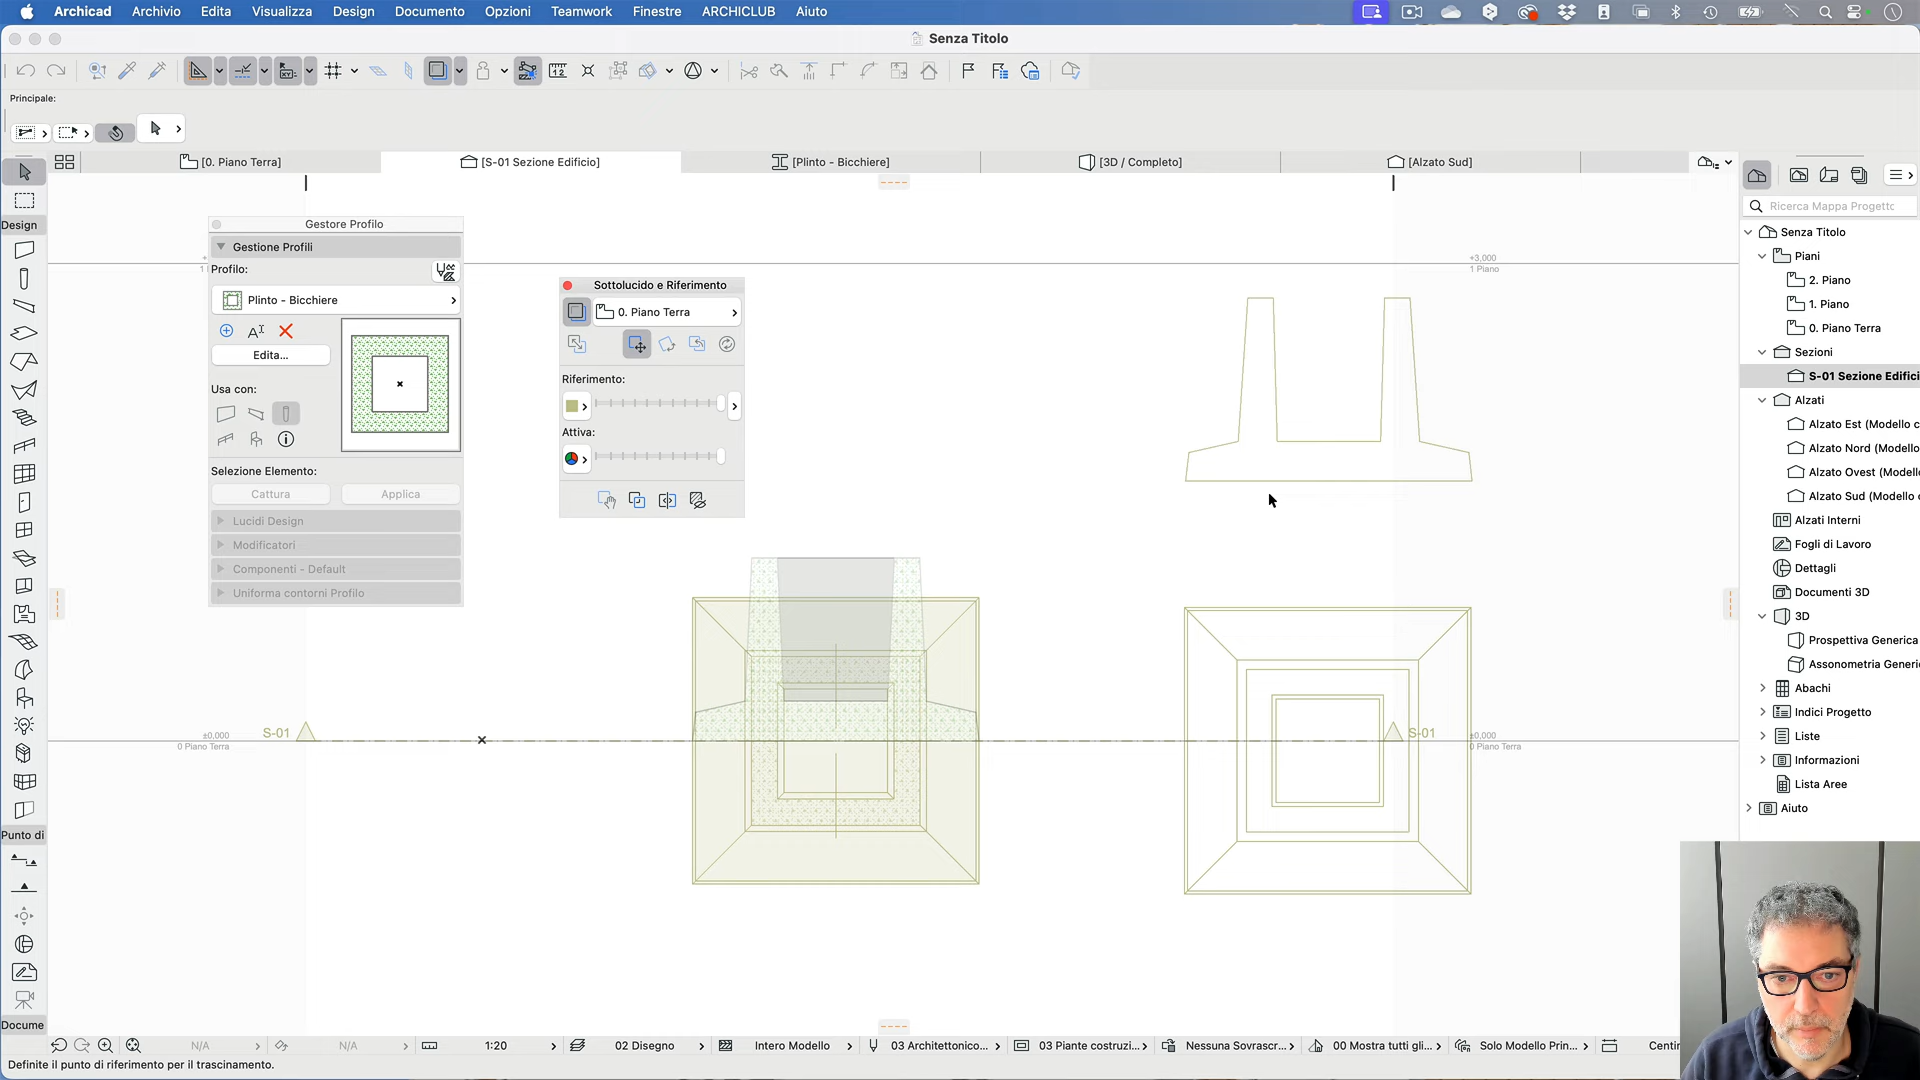 Archicad Archivio Edita Visualizza Design Documento Opzioni Teamwork Finestre ARCHICLUB Aiuto
Senza Titolo
Principale:
[0. Piano Terra] [S-01 Sezione Edificio] [Plinto - Bicchiere] [3D / Completo] [Alzato Sud]
Design
Gestore Profilo
Gestione Profili
Profilo:
Plinto - Bicchiere
Edita...
Usa con:
Selezione Elemento:
Cattura Applica
Lucidi Design
Modificatori
Componenti - Default
Uniforma contorni Profilo
Sottolucido e Riferimento
0. Piano Terra
Riferimento:
Attiva:
+3,000
1 Piano
S-01
±0,000
0 Piano Terra
S-01
±0,000
0 Piano Terra
Ricerca Mappa Progetto
Senza Titolo
Piani
2. Piano
1. Piano
0. Piano Terra
Sezioni
S-01 Sezione Edifici
Alzati
Alzato Est (Modello c
Alzato Nord (Modello
Alzato Ovest (Modello
Alzato Sud (Modello c
Alzati Interni
Fogli di Lavoro
Dettagli
Documenti 3D
3D
Prospettiva Generica
Assonometria Generic
Abachi
Indici Progetto
Liste
Informazioni
Lista Aree
Aiuto
Punto di
Docume
N/A N/A 1:20 02 Disegno Intero Modello 03 Architettonico... 03 Piante costruzi... Nessuna Sovrascr... 00 Mostra tutti gli... Solo Modello Prin... Centin
Definite il punto di riferimento per il trascinamento.